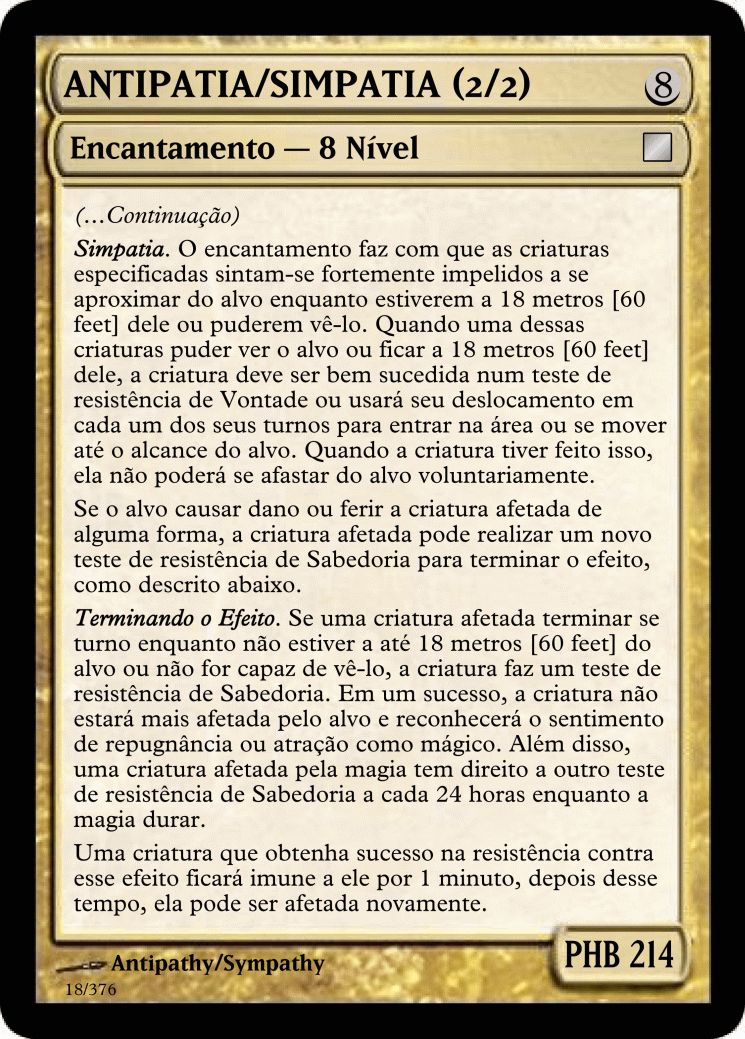 ANTIPATIA/SIMPATIA (2/2)
8
Encantamento — 8 Nível
(...Continuação)
Simpatia. O encantamento faz com que as criaturas
especificadas sintam-se fortemente impelidos a se
aproximar do alvo enquanto estiverem a 18 metros [60
feet] dele ou puderem vê-lo. Quando uma dessas
criaturas puder ver o alvo ou ficar a 18 metros [60 feet]
dele, a criatura deve ser bem sucedida num teste de
resistência de Vontade ou usará seu deslocamento em
cada um dos seus turnos para entrar na área ou se mover
até o alcance do alvo. Quando a criatura tiver feito isso,
ela não poderá se afastar do alvo voluntariamente.
Se o alvo causar dano ou ferir a criatura afetada de
alguma forma, a criatura afetada pode realizar um novo
teste de resistência de Sabedoria para terminar o efeito,
como descrito abaixo.
Terminando o Efeito. Se uma criatura afetada terminar se
turno enquanto não estiver a até 18 metros [60 feet] do
alvo ou não for capaz de vê-lo, a criatura faz um teste de
resistência de Sabedoria. Em um sucesso, a criatura não
estará mais afetada pelo alvo e reconhecerá o sentimento
de repugnância ou atração como mágico. Além disso,
uma criatura afetada pela magia tem direito a outro teste
de resistência de Sabedoria a cada 24 horas enquanto a
magia durar.
Uma criatura que obtenha sucesso na resistência contra
esse efeito ficará imune a ele por 1 minuto, depois desse
tempo, ela pode ser afetada novamente.
PHB 214
Antipathy/Sympathy
18/376